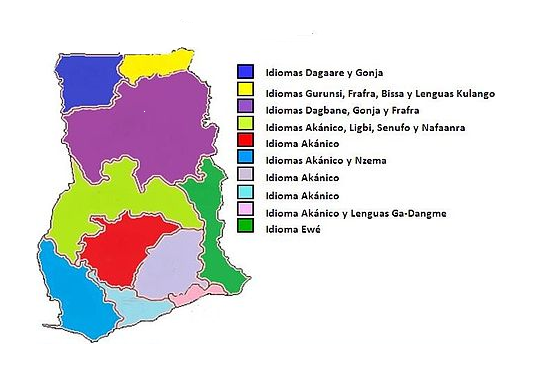 Idiomas Dagaare y Gonja
Idiomas Gurunsi, Frafra, Bissa y Lenguas Kulango
Idiomas Dagbane, Gonja y Frafra
Idiomas Akánico, Ligbi, Senufo y Nafaanra
Idioma Akánico
Idiomas Akánico y Nzema
Idioma Akánico
Idioma Akánico
Idioma Akánico y Lenguas Ga-Dangme
Idioma Ewé